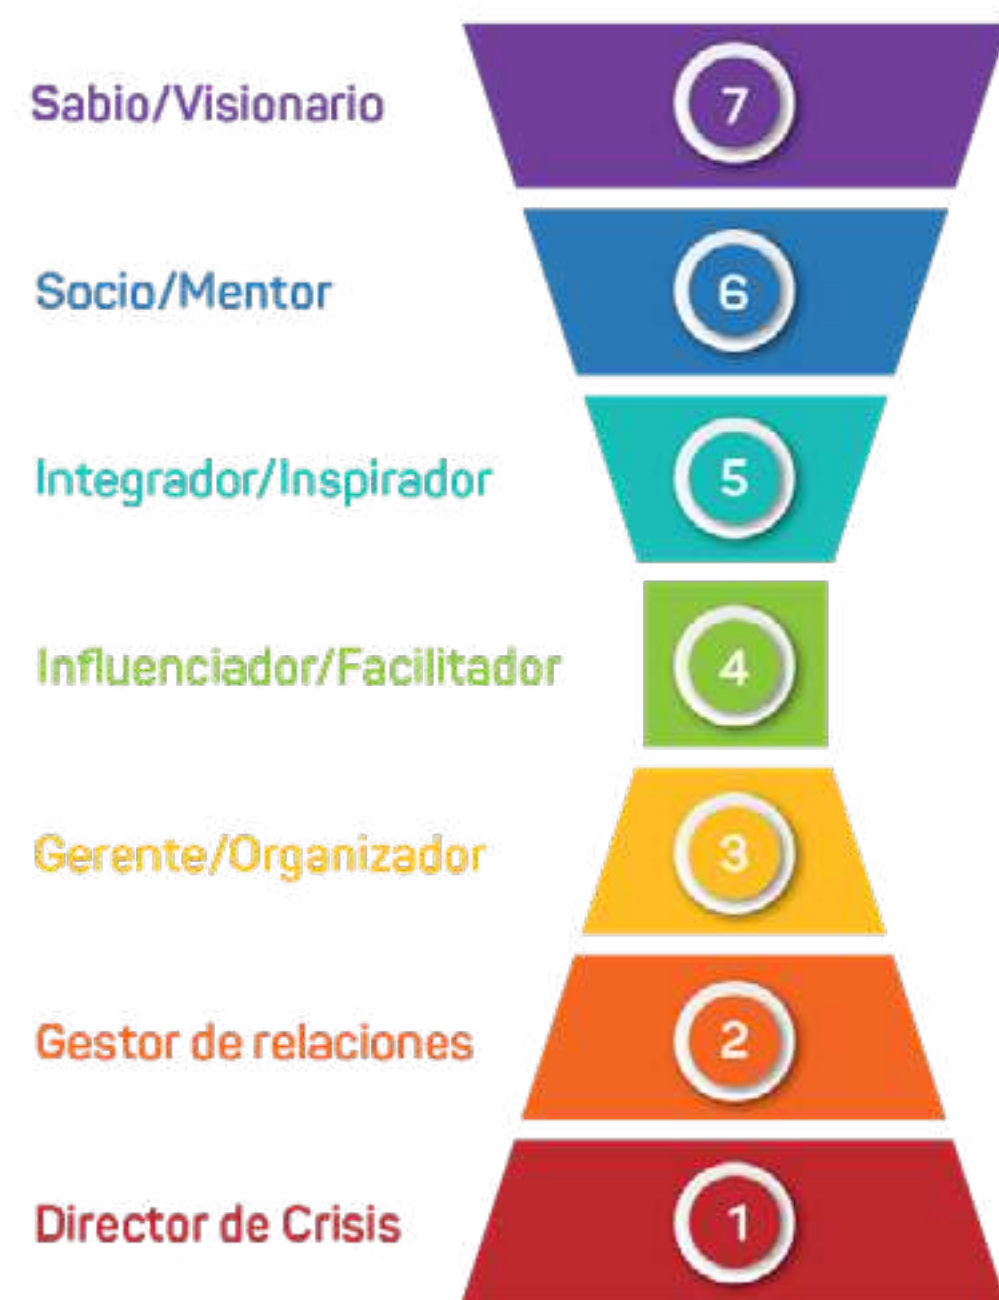 Sabio/Visionario
7
Socio/Mentor
6
Integrador/Inspirador
5
Influenciador/Facilitador
4
Gerente/Organizador
3
Gestor de relaciones
2
Director de Crisis
1